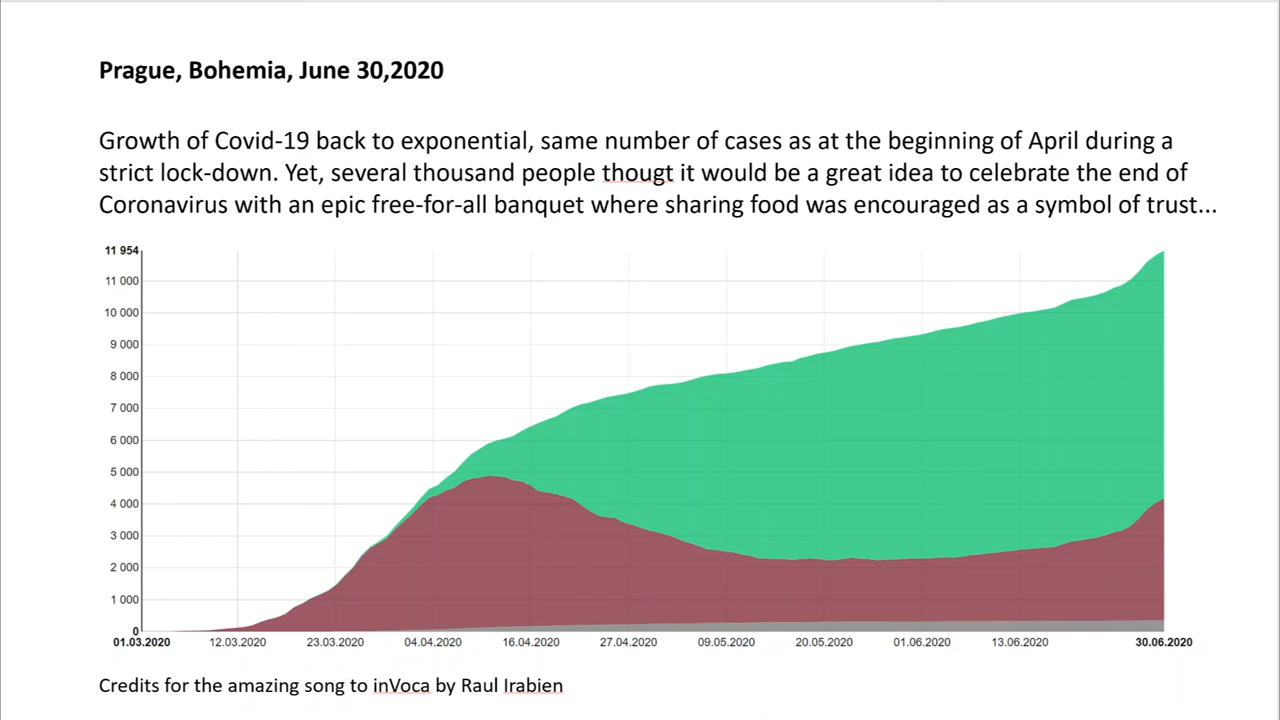 Prague, Bohemia, June 30,2020
Growth of Covid-19 back to exponential, same number of cases as at the beginning of April during a
strict lock-down. Yet, several thousand people thougt it would be a great idea to celebrate the end of
Coronavirus with an epic free-for-all banquet where sharing food was encouraged as a symbol of trust...
11 954
11 000
10 000
9 000
8 000
7 000
6 000
5 000
4 000
3 000
2 000
1 000
0
01.03.2020 12.03.2020 23.03.2020 04.04.2020 16.04.2020 27.04.2020 09.05.2020 20.05.2020 01.06.2020 13.06.2020 30.06.2020
Credits for the amazing song to inVoca by Raul Irabien